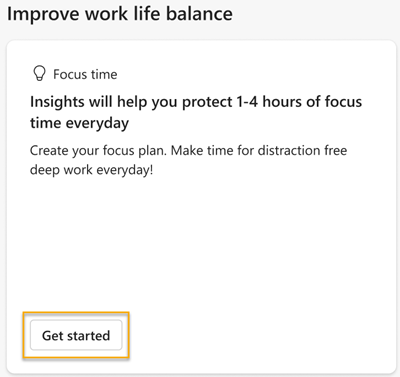 Improve work life balance
Focus time
Insights will help you protect 1-4 hours of focus
time everyday
Create your focus plan. Make time for distraction free
deep work everyday!
Get started